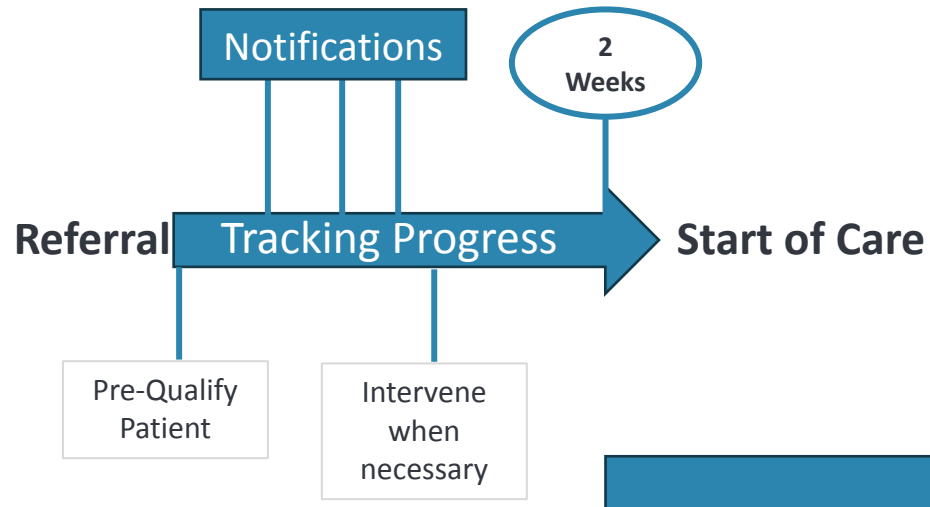 Notifications
2
Weeks
Referral
Tracking Progress
Start of Care
Pre-Qualify
Patient
Intervene
when
necessary